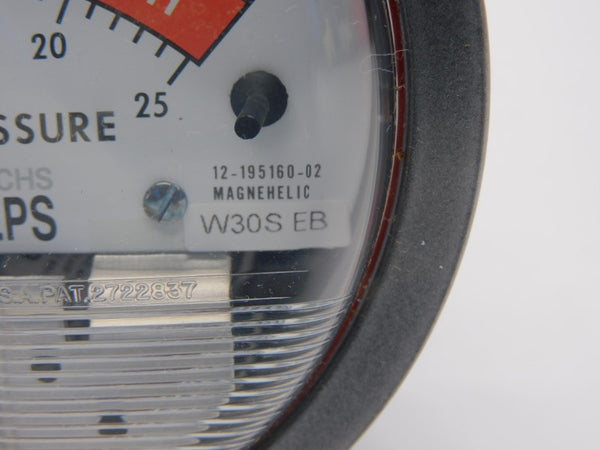 20
25
SSURE
CHS
12-195160-02
MAGNEHELIC
PS
W30S EB
S.A. PAT. 2722837